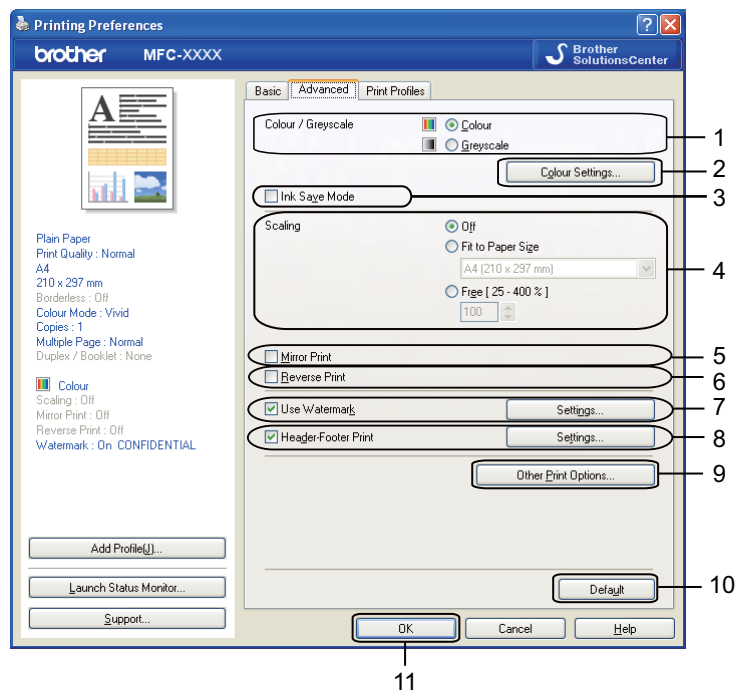 Printing Preferences
brother MFC-XXXX
Brother
SolutionsCenter
Basic Advanced Print Profiles
Colour / Greyscale
Colour
Greyscale
1
Colour Settings...
2
Ink Save Mode
3
Scaling
Off
Fit to Paper Size
A4 (210 x 297 mm)
Free [ 25 - 400 % ]
100
4
Mirror Print
5
Reverse Print
6
Use Watermark
Settings...
7
Header-Footer Print
Settings...
8
Other Print Options...
9
Default
10
A
Plain Paper
Print Quality : Normal
A4
210 x 297 mm
Borderless : Off
Colour Mode : Vivid
Copies : 1
Multiple Page : Normal
Duplex / Booklet : None
Colour
Scaling : Off
Mirror Print : Off
Reverse Print : Off
Watermark : On CONFIDENTIAL
Add Profile(J)...
Launch Status Monitor...
Support...
OK Cancel Help
11